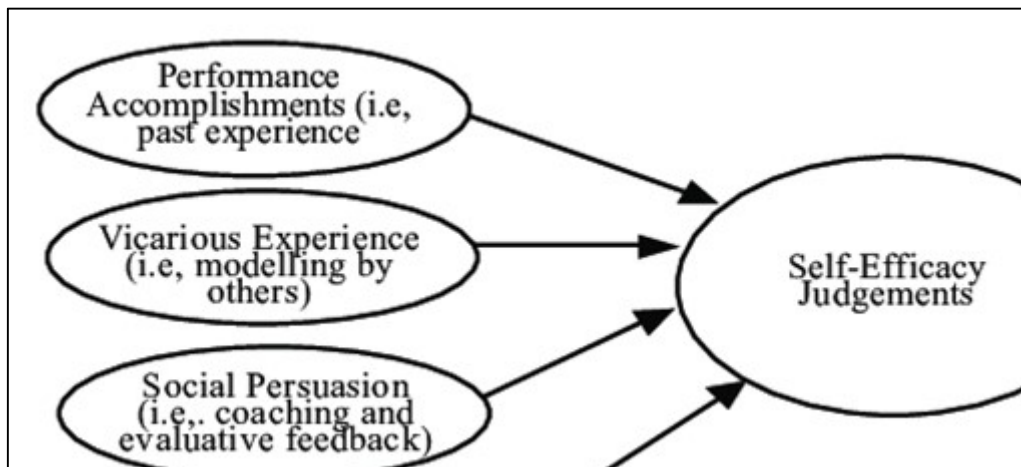 Performance
Accomplishments (i.e,
past experience
Vicarious Experience
(i.e, modelling by
others)
Self-Efficacy
Judgements
Social Persuasion
(i.e,. coaching and
evaluative feedback)